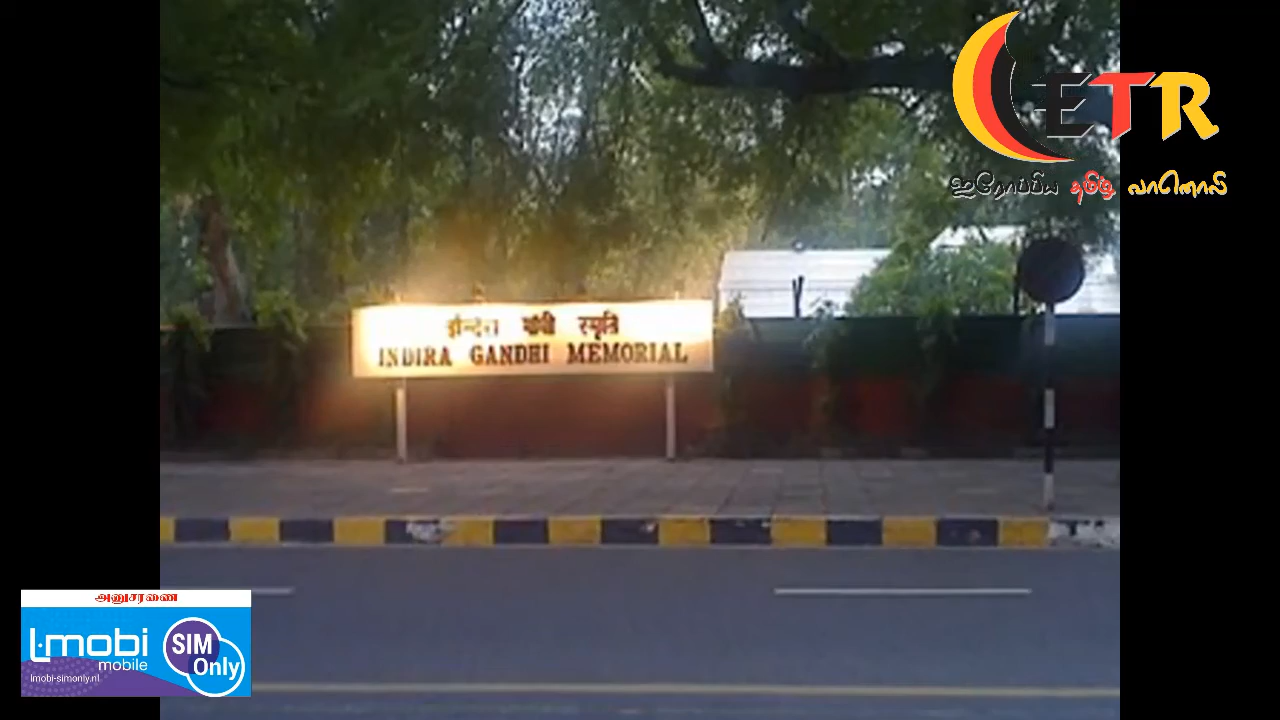 ETR
ஐரோப்பிய தமிழ் வானொலி
इन्दिरा गांधी स्मृति
INDIRA GANDHI MEMORIAL
அனுசரணை
L·mobi
mobile
SIM
Only
lmobi-simonly.nl